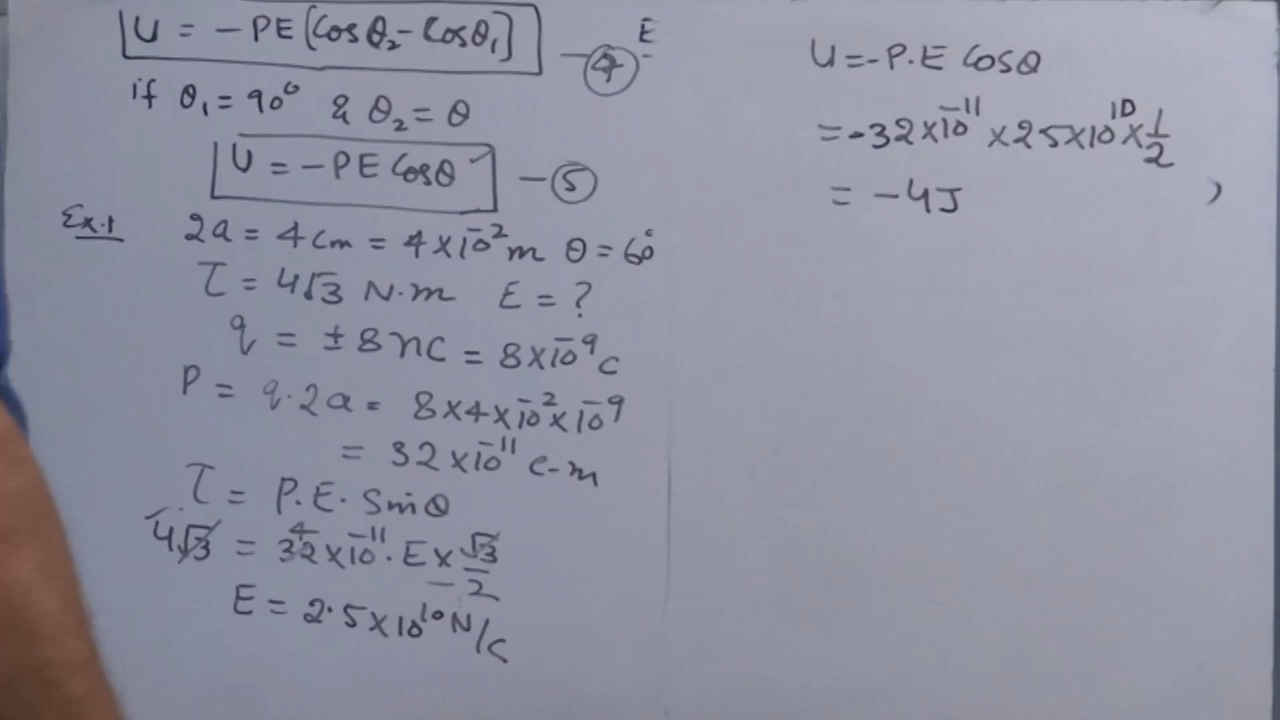 U = -PE[Cosθ₂ - Cosθ₁] -④
E
if θ₁ = 90° & θ₂ = θ
U = -PE Cosθ -⑤
Ex.1 2a = 4cm = 4×10⁻²m θ = 60°
τ = 4√3 N.m E = ?
q = ±8nC = 8×10⁻⁹C
P = q.2a = 8×4×10⁻²×10⁻⁹
= 32×10⁻¹¹ C-m
τ = P.E. Sinθ
4√3 = 32×10⁻¹¹. E × √3/2
4
E = 2.5×10¹⁰ N/C
U = -P.E Cosθ
= -32×10⁻¹¹ × 25×10¹⁰ × 1/2
= -4J